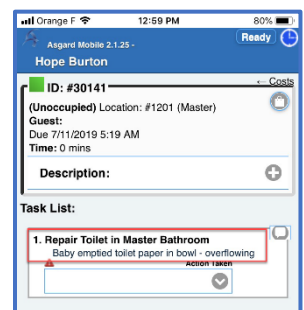 Orange F 12:59 PM 80%
Asgard Mobile 2.1.25 -
Ready
Hope Burton
← Costs
ID: #30141
(Unoccupied) Location: #1201 (Master)
Guest:
Due 7/11/2019 5:19 AM
Time: 0 mins
Description:
Task List:
1. Repair Toilet in Master Bathroom
Baby emptied toilet paper in bowl - overflowing
Action Taken